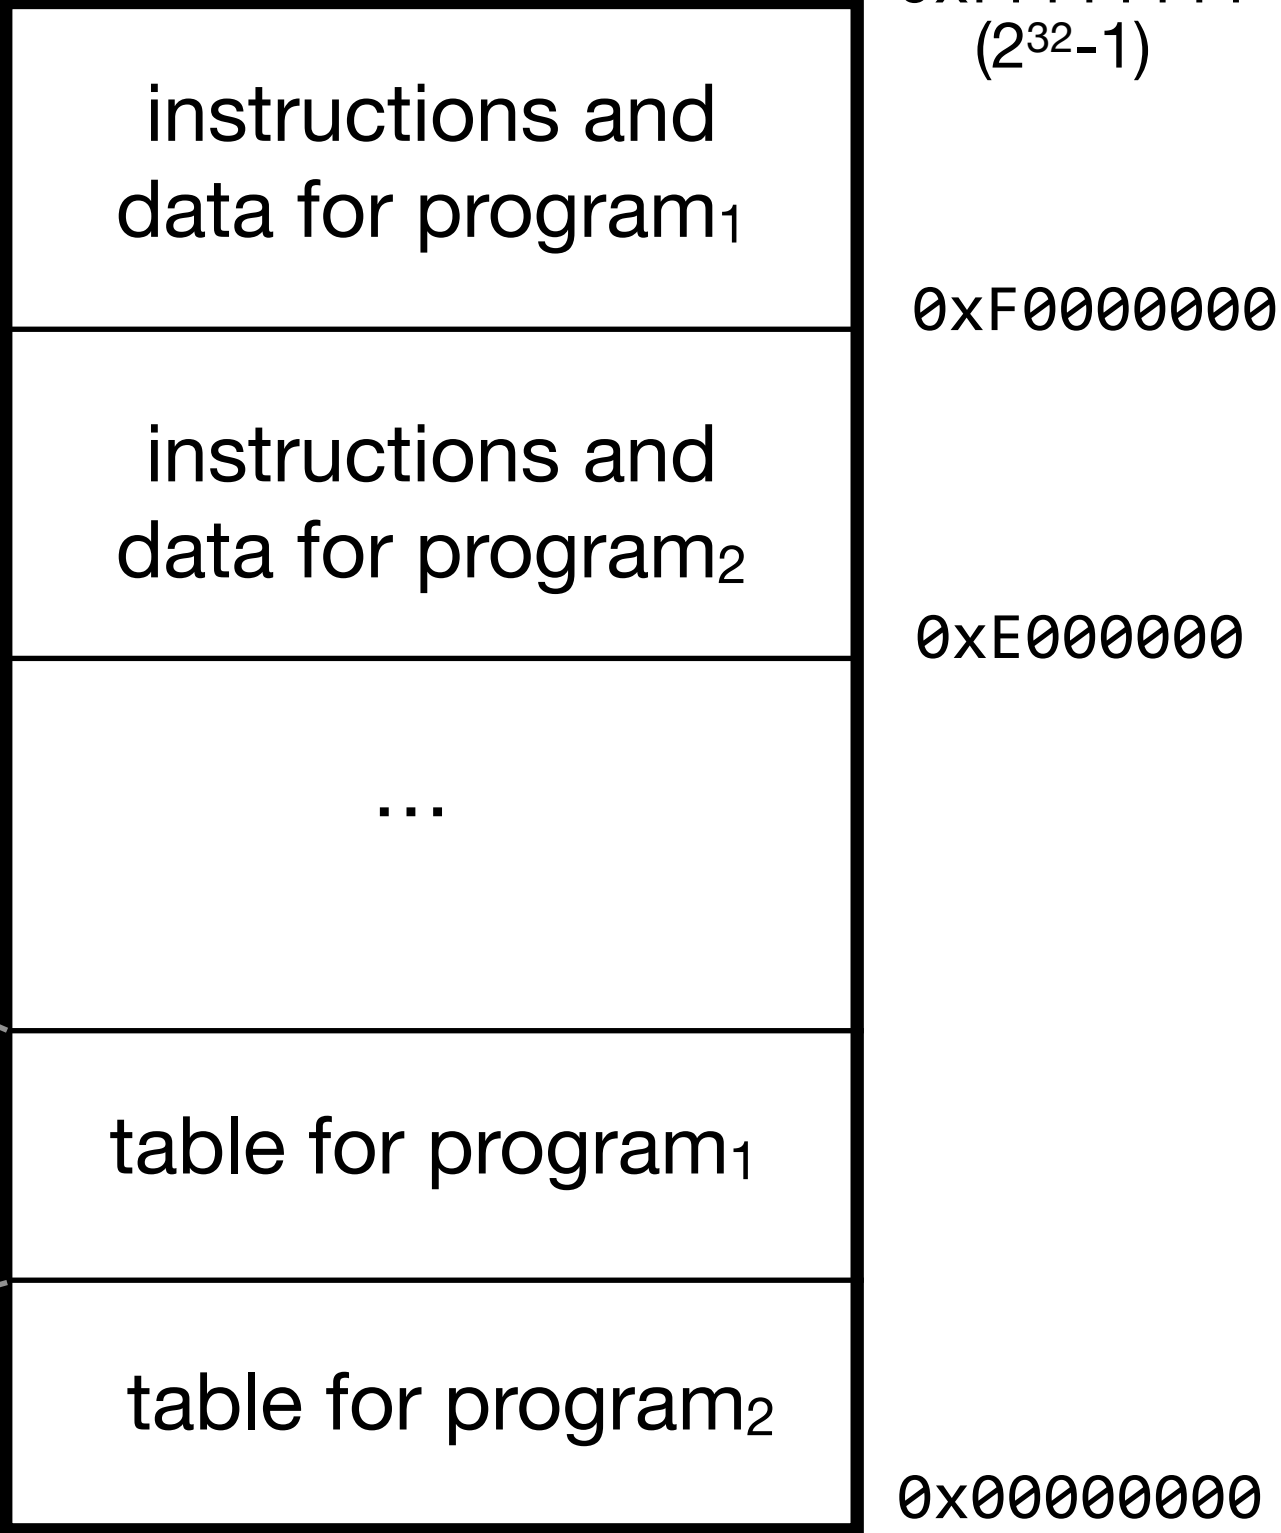 (2³²-1)
instructions and
data for program₁
0xF0000000
instructions and
data for program₂
0xE000000
...
table for program₁
table for program₂
0x00000000